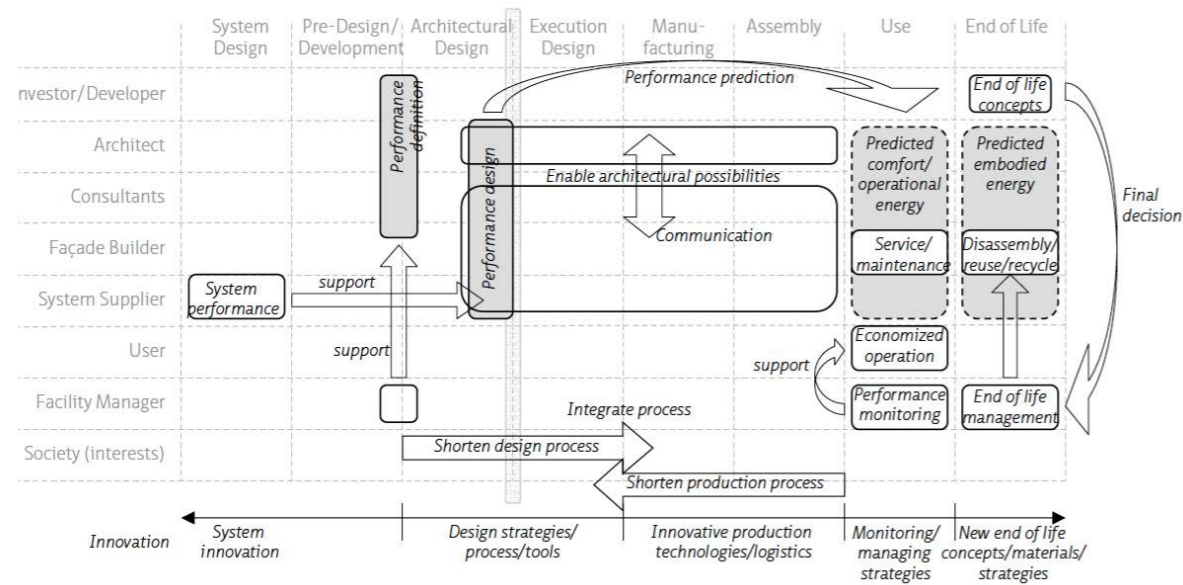 System
Design
Pre-Design/
Development
Architectural
Design
Execution
Design
Manu-
facturing
Assembly
Use
End of Life
nvestor/Developer
Architect
Consultants
Façade Builder
System Supplier
User
Facility Manager
Society (interests)
Performance
definition
Performance design
Performance prediction
End of life
concepts
Enable architectural possibilities
Communication
Predicted
comfort/
operational
energy
Predicted
embodied
energy
Final
decision
Service/
maintenance
Disassembly/
reuse/recycle
System
performance
support
support
support
Economized
operation
Performance
monitoring
End of life
management
Integrate process
Shorten design process
Shorten production process
Innovation
System
innovation
Design strategies/
process/tools
Innovative production
technologies/logistics
Monitoring/
managing
strategies
New end of life
concepts/materials/
strategies